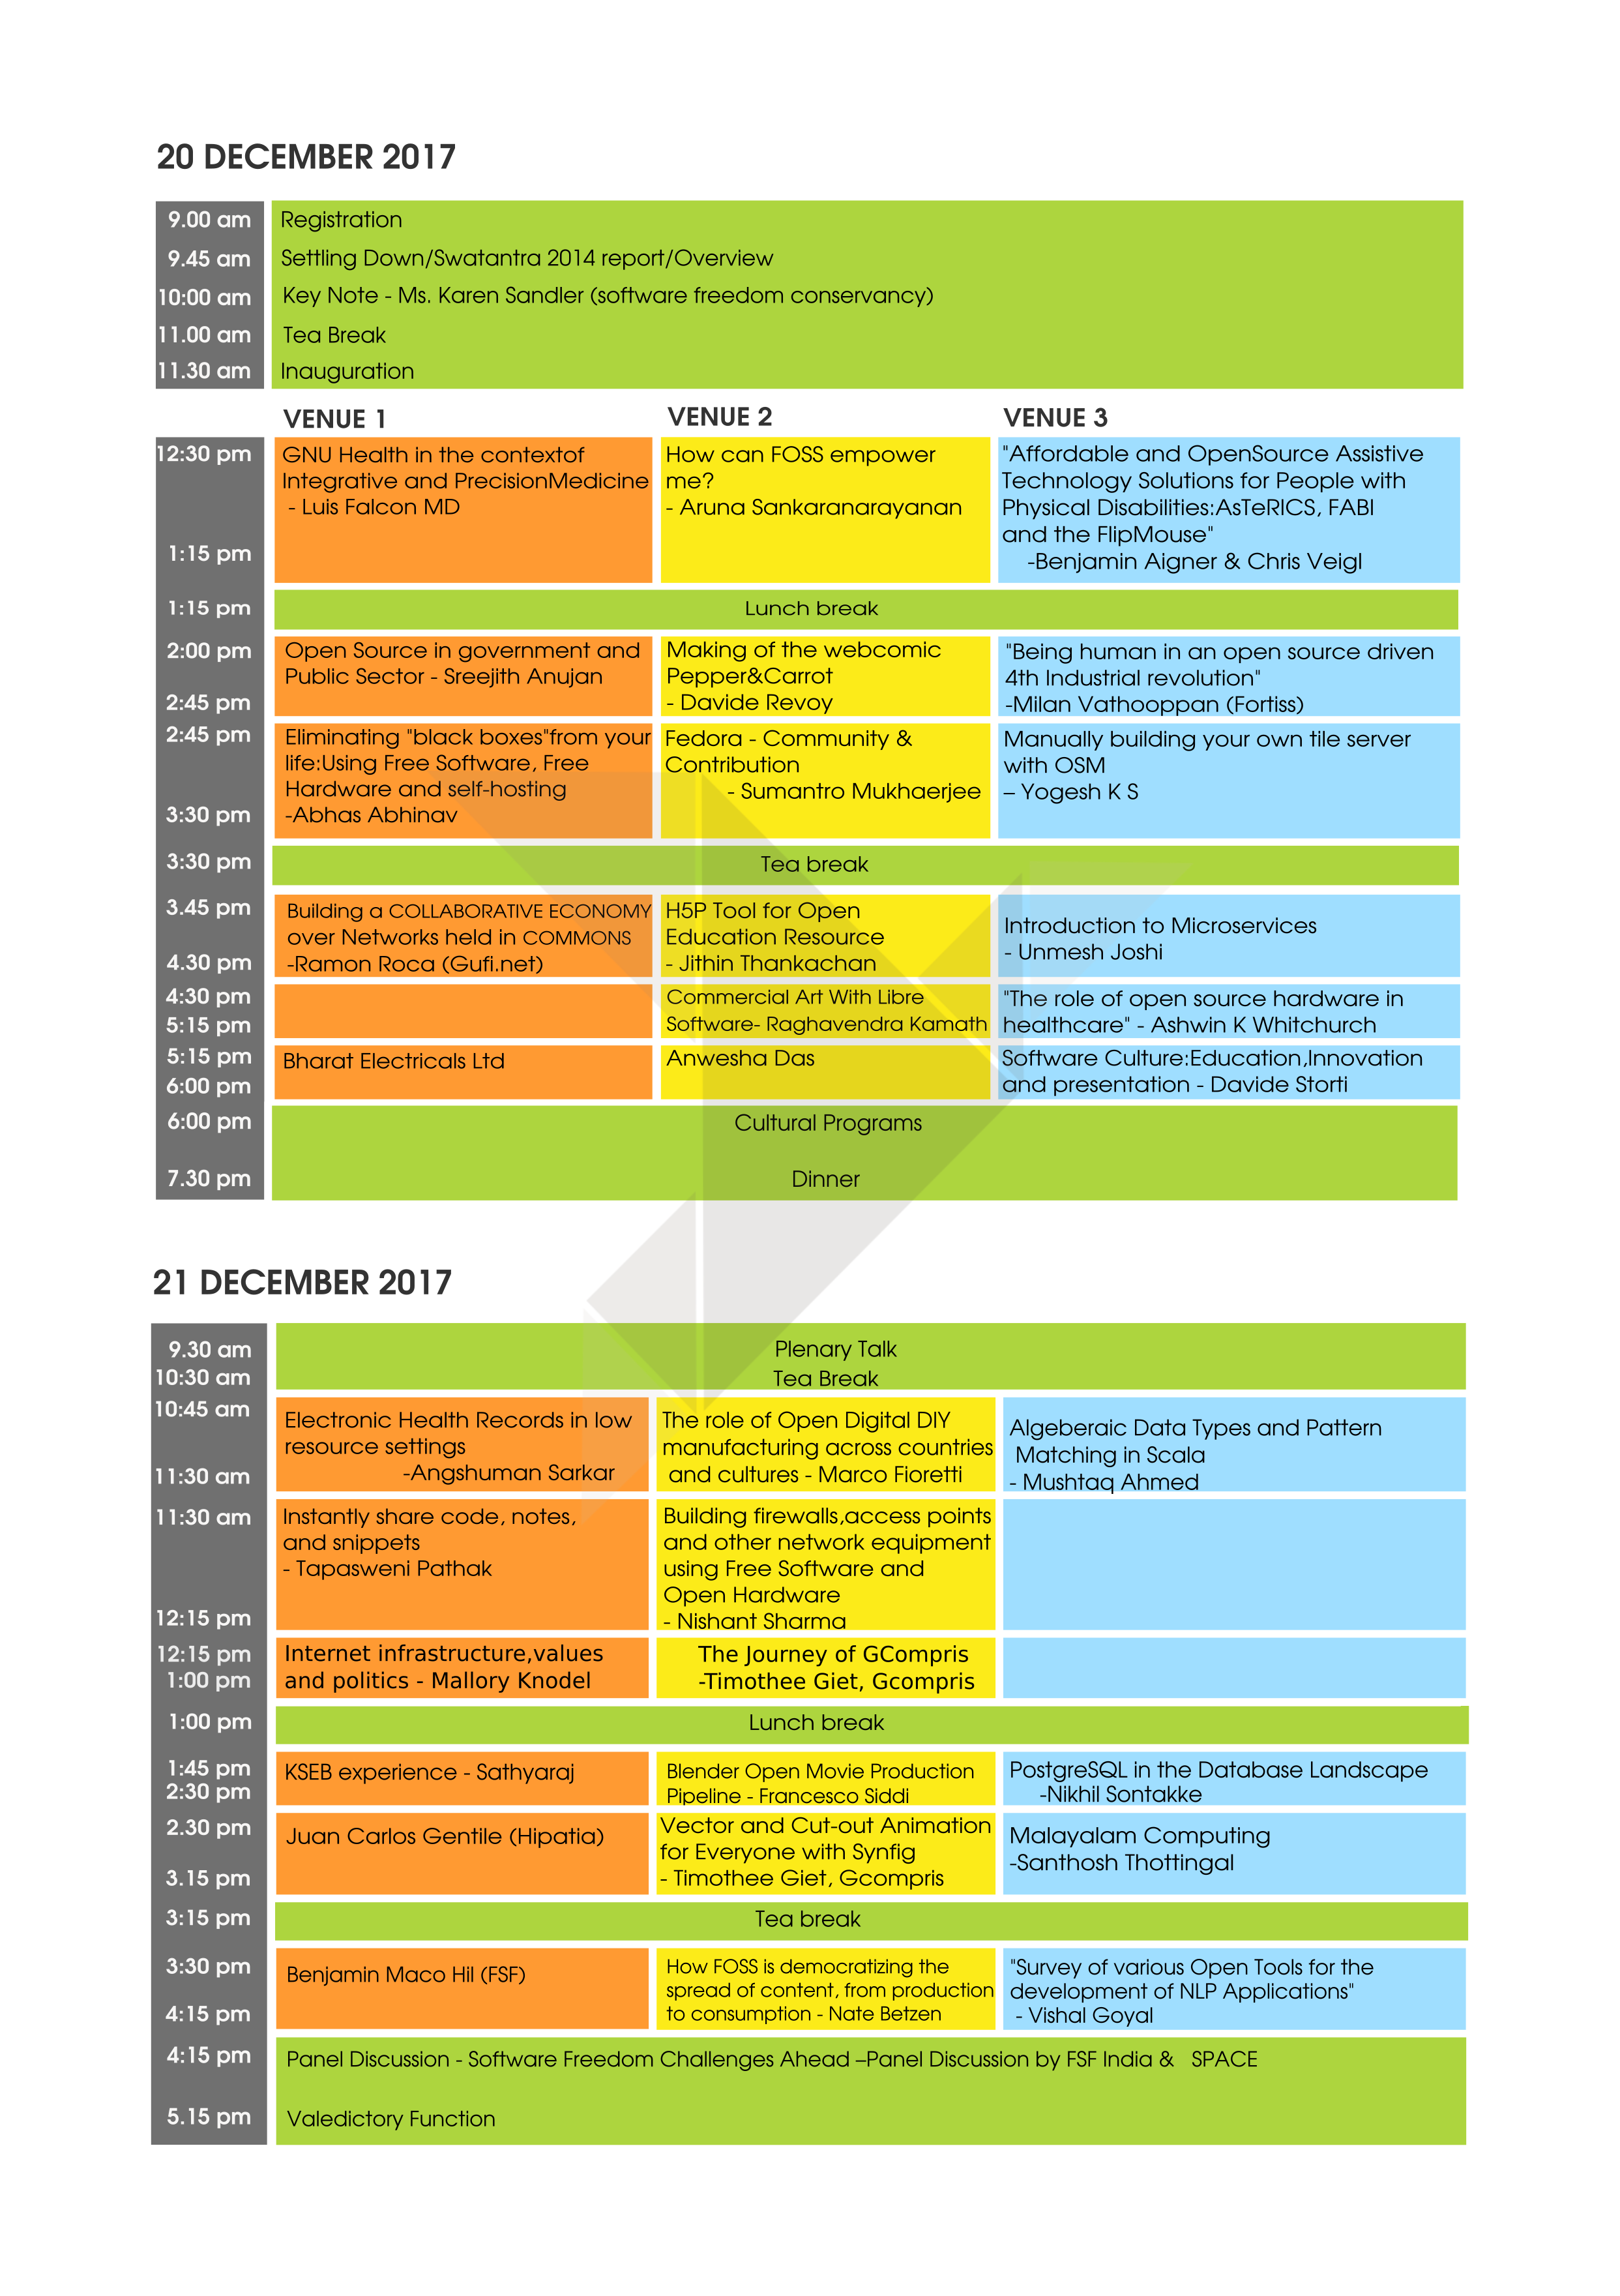 20 DECEMBER 2017
9.00 am Registration
9.45 am Settling Down/Swatantra 2014 report/Overview
10:00 am Key Note - Ms. Karen Sandler (software freedom conservancy)
11.00 am Tea Break
11.30 am Inauguration
VENUE 1
VENUE 2
VENUE 3
12:30 pm
1:15 pm
GNU Health in the contextof
Integrative and PrecisionMedicine
- Luis Falcon MD
How can FOSS empower
me?
- Aruna Sankaranarayanan
"Affordable and OpenSource Assistive
Technology Solutions for People with
Physical Disabilities:AsTeRICS, FABI
and the FlipMouse"
-Benjamin Aigner & Chris Veigl
1:15 pm Lunch break
2:00 pm
2:45 pm
Open Source in government and
Public Sector - Sreejith Anujan
Making of the webcomic
Pepper&Carrot
- Davide Revoy
"Being human in an open source driven
4th Industrial revolution"
-Milan Vathooppan (Fortiss)
2:45 pm
3:30 pm
Eliminating "black boxes"from your
life:Using Free Software, Free
Hardware and self-hosting
-Abhas Abhinav
Fedora - Community &
Contribution
- Sumantro Mukhaerjee
Manually building your own tile server
with OSM
– Yogesh K S
3:30 pm Tea break
3.45 pm
4.30 pm
Building a COLLABORATIVE ECONOMY
over Networks held in COMMONS
-Ramon Roca (Gufi.net)
H5P Tool for Open
Education Resource
- Jithin Thankachan
Introduction to Microservices
- Unmesh Joshi
4:30 pm
5:15 pm
Commercial Art With Libre
Software- Raghavendra Kamath
"The role of open source hardware in
healthcare" - Ashwin K Whitchurch
5:15 pm
6:00 pm
Bharat Electricals Ltd
Anwesha Das
Software Culture:Education,Innovation
and presentation - Davide Storti
6:00 pm Cultural Programs
7.30 pm Dinner
21 DECEMBER 2017
9.30 am Plenary Talk
10:30 am Tea Break
10:45 am
11:30 am
Electronic Health Records in low
resource settings
-Angshuman Sarkar
The role of Open Digital DIY
manufacturing across countries
and cultures - Marco Fioretti
Algeberaic Data Types and Pattern
Matching in Scala
- Mushtaq Ahmed
11:30 am
12:15 pm
Instantly share code, notes,
and snippets
- Tapasweni Pathak
Building firewalls,access points
and other network equipment
using Free Software and
Open Hardware
- Nishant Sharma
12:15 pm
1:00 pm
Internet infrastructure,values
and politics - Mallory Knodel
The Journey of GCompris
-Timothee Giet, Gcompris
1:00 pm Lunch break
1:45 pm
2:30 pm
KSEB experience - Sathyaraj
Blender Open Movie Production
Pipeline - Francesco Siddi
PostgreSQL in the Database Landscape
-Nikhil Sontakke
2.30 pm
3.15 pm
Juan Carlos Gentile (Hipatia)
Vector and Cut-out Animation
for Everyone with Synfig
- Timothee Giet, Gcompris
Malayalam Computing
-Santhosh Thottingal
3:15 pm Tea break
3:30 pm
4:15 pm
Benjamin Maco Hil (FSF)
How FOSS is democratizing the
spread of content, from production
to consumption - Nate Betzen
"Survey of various Open Tools for the
development of NLP Applications"
- Vishal Goyal
4:15 pm Panel Discussion - Software Freedom Challenges Ahead –Panel Discussion by FSF India & SPACE
5.15 pm Valedictory Function